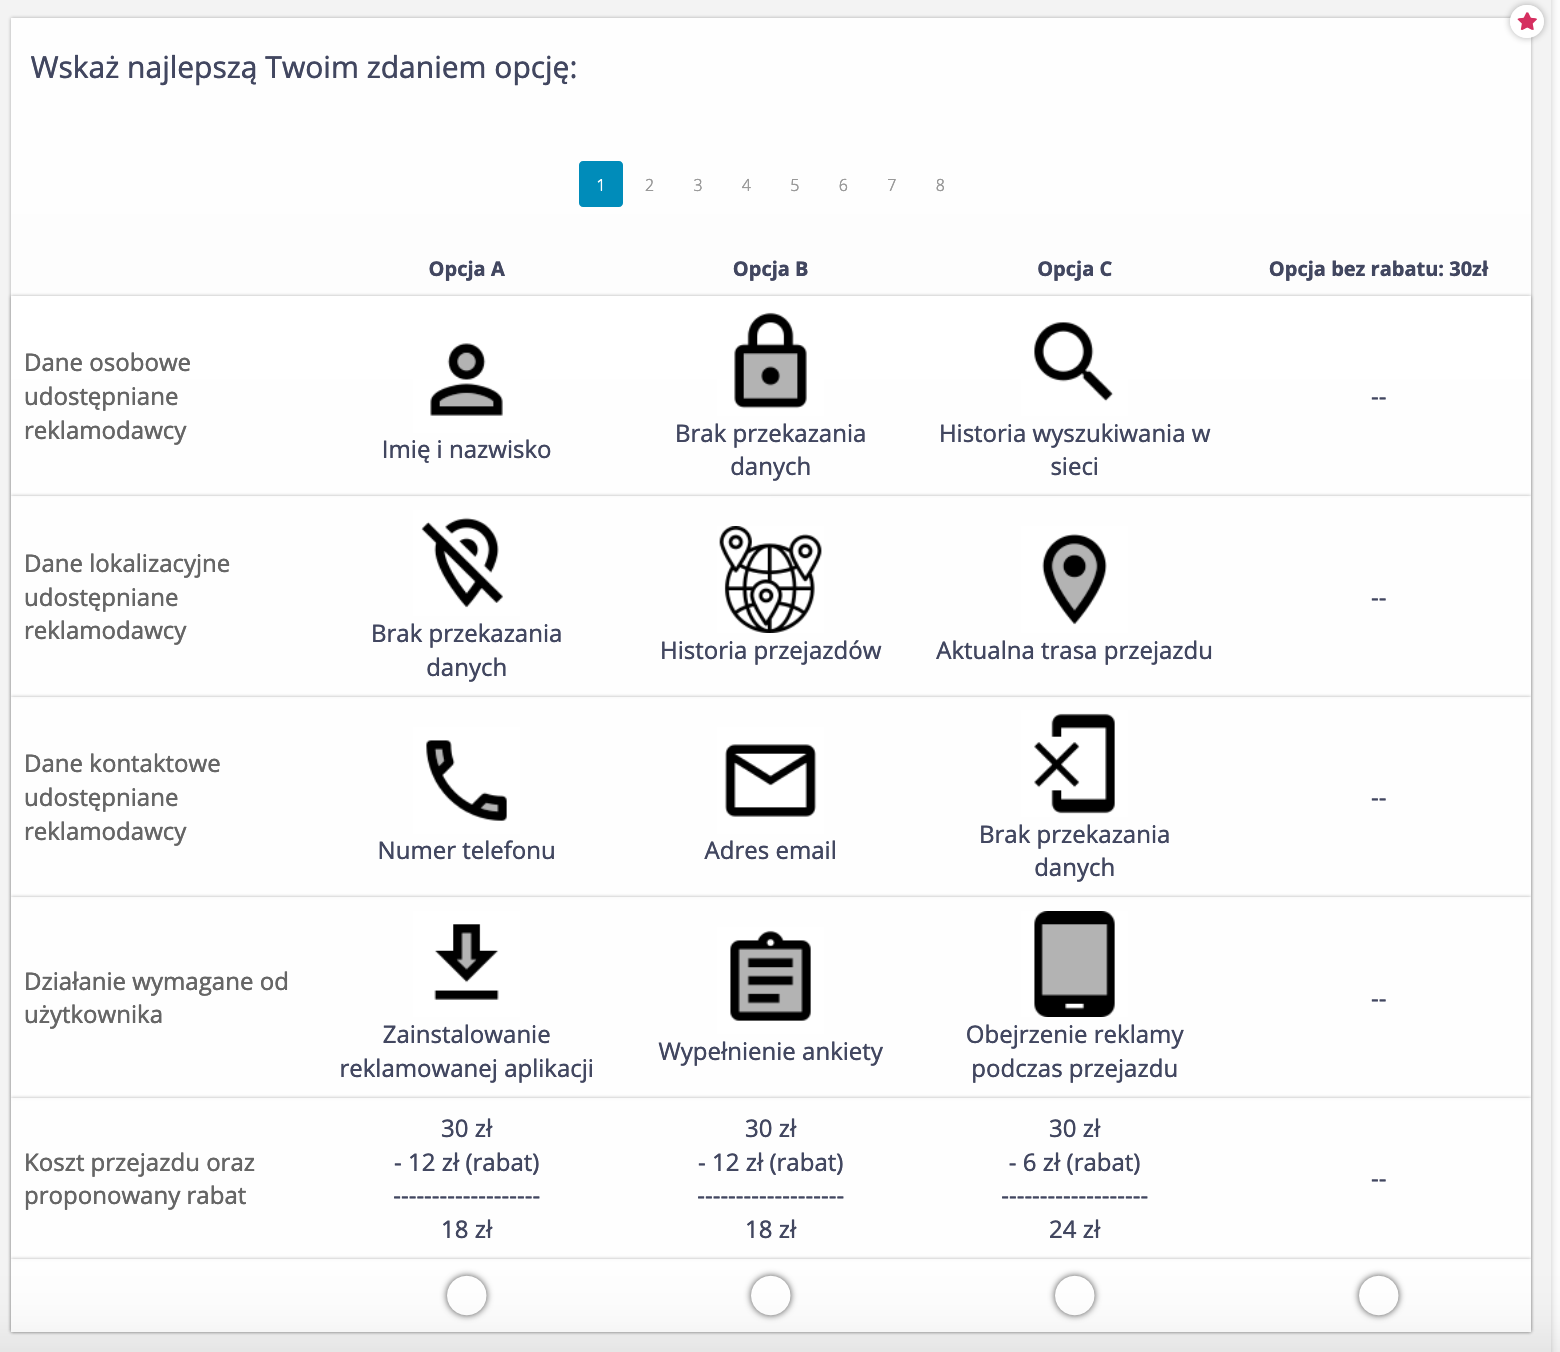 Wskaż najlepszą Twoim zdaniem opcję:
1 2 3 4 5 6 7 8
Opcja A Opcja B Opcja C Opcja bez rabatu: 30zł
Dane osobowe
udostępniane
reklamodawcy
Imię i nazwisko
Brak przekazania
danych
Historia wyszukiwania w
sieci
--
Dane lokalizacyjne
udostępniane
reklamodawcy
Brak przekazania
danych
Historia przejazdów
Aktualna trasa przejazdu
--
Dane kontaktowe
udostępniane
reklamodawcy
Numer telefonu
Adres email
Brak przekazania
danych
--
Działanie wymagane od
użytkownika
Zainstalowanie
reklamowanej aplikacji
Wypełnienie ankiety
Obejrzenie reklamy
podczas przejazdu
--
Koszt przejazdu oraz
proponowany rabat
30 zł
- 12 zł (rabat)
-------------------
18 zł
30 zł
- 12 zł (rabat)
-------------------
18 zł
30 zł
- 6 zł (rabat)
-------------------
24 zł
--